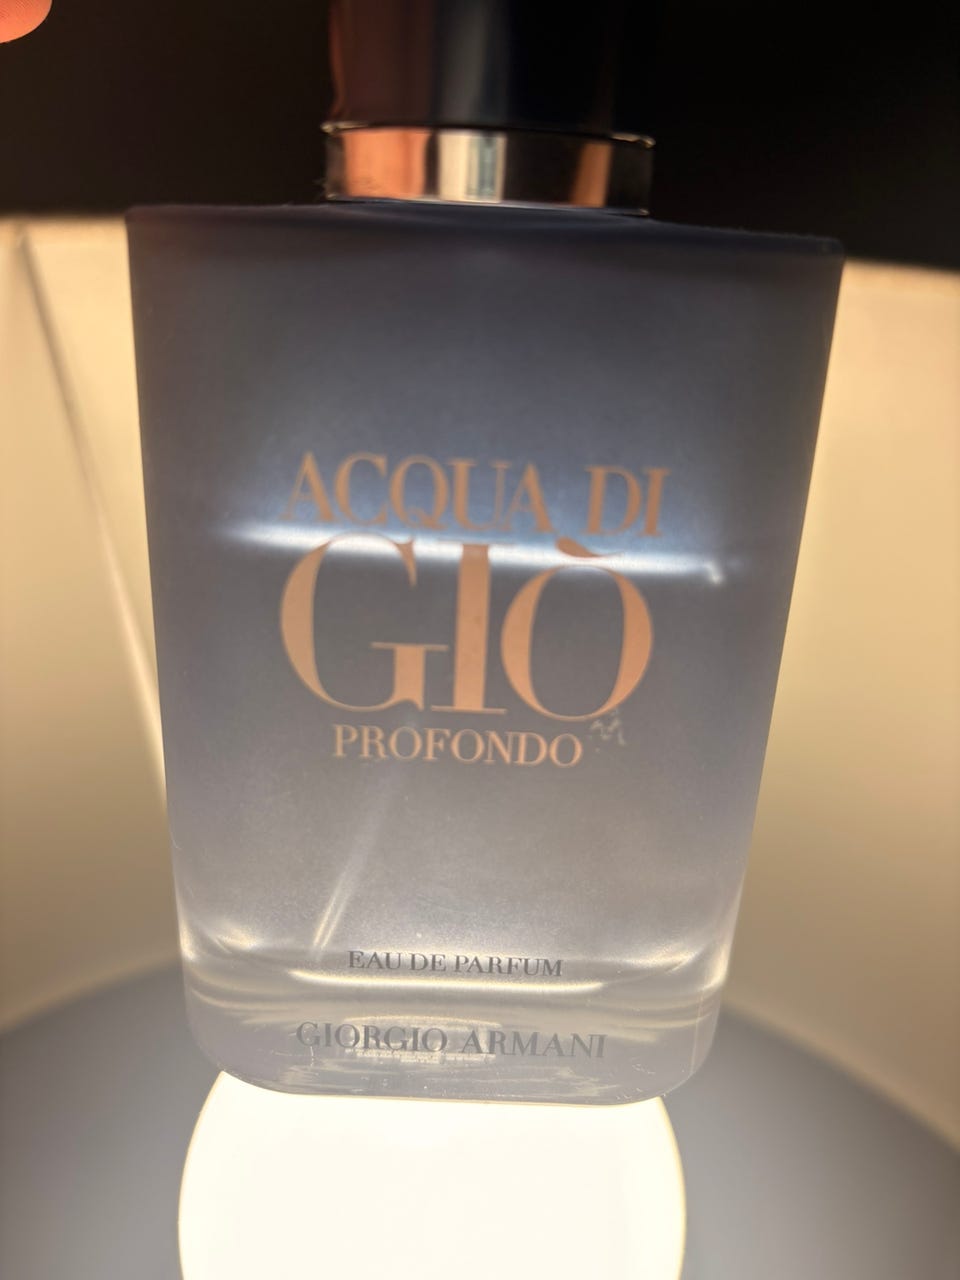 ACQUA DI
GIÒ
PROFONDO
EAU DE PARFUM
GIORGIO ARMANI